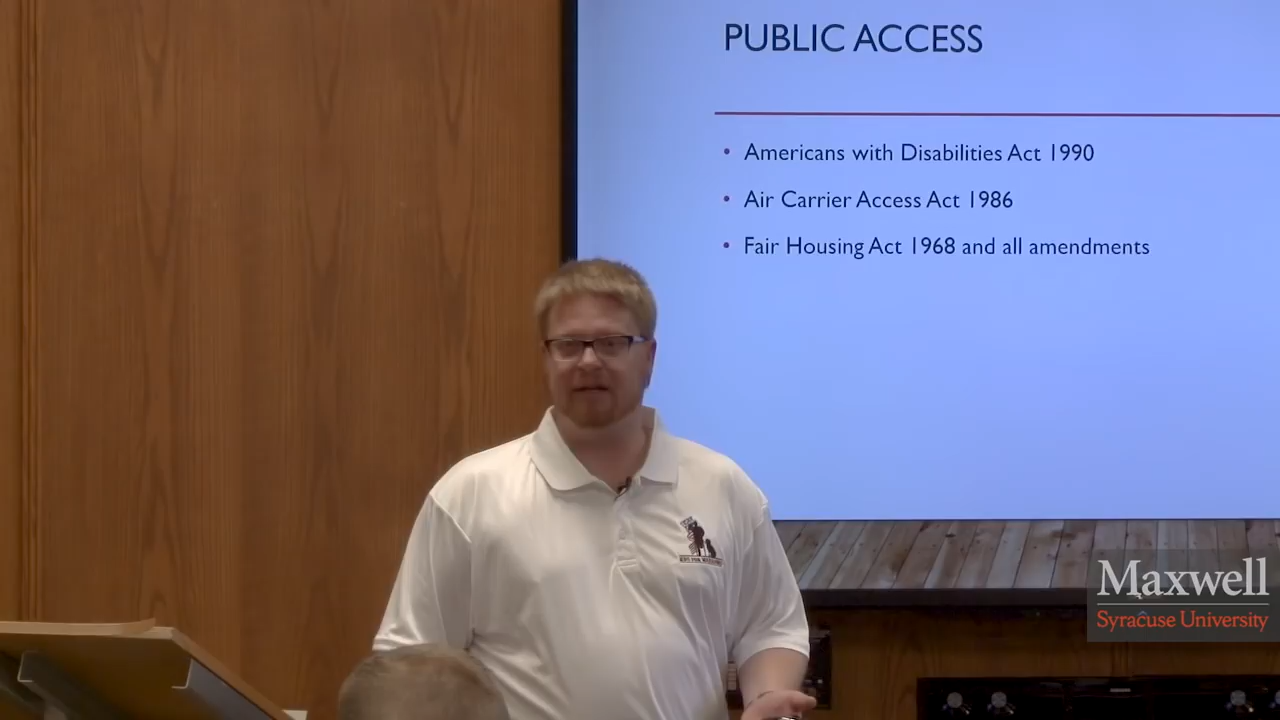 PUBLIC ACCESS
• Americans with Disabilities Act 1990
• Air Carrier Access Act 1986
• Fair Housing Act 1968 and all amendments
Maxwell
Syracuse University